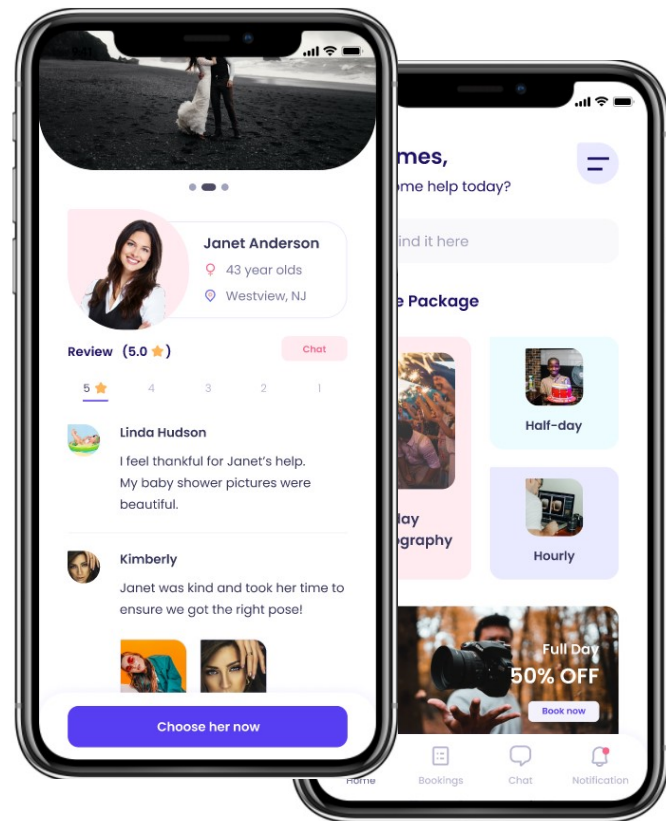 Janet Anderson
43 year olds
Westview, NJ
Review (5.0 ★)
Chat
5 ★ 4 3 2 1
Linda Hudson
I feel thankful for Janet's help.
My baby shower pictures were
beautiful.
Kimberly
Janet was kind and took her time to
ensure we got the right pose!
Choose her now
mes,
me help today?
ind it here
e Package
Half-day
lay
graphy
Hourly
Full Day
50% OFF
Book now
Home
Bookings
Chat
Notification